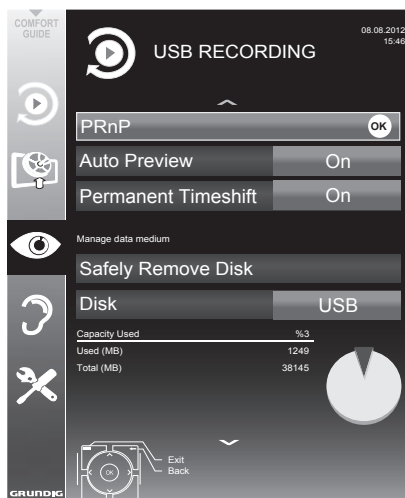 COMFORT
GUIDE
USB RECORDING
08.08.2012
15:46
PRnP
OK
Auto Preview On
Permanent Timeshift On
Manage data medium
Safely Remove Disk
Disk USB
Capacity Used %3
Used (MB) 1249
Total (MB) 38145
Exit
OK
Back
GRUNDIG